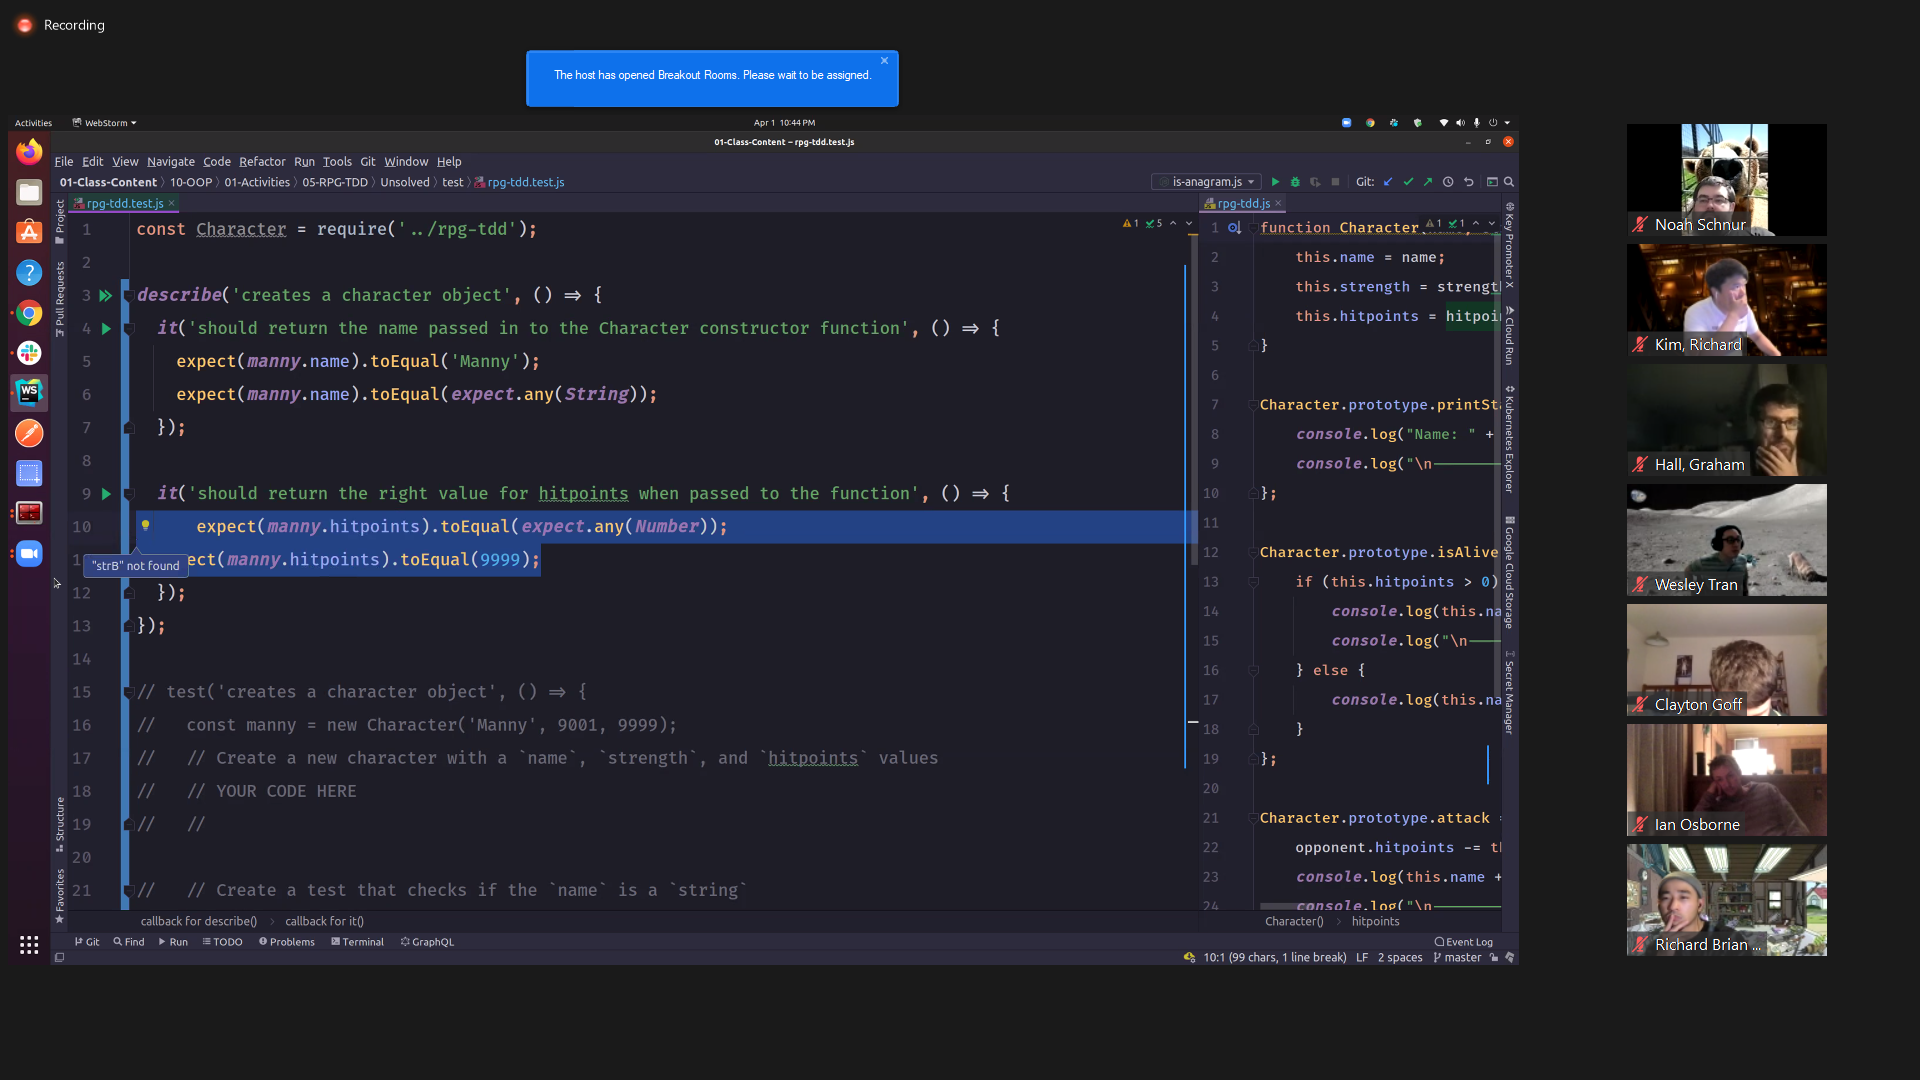 Recording
The host has opened Breakout Rooms. Please wait to be assigned.
Activities WebStorm Apr 1 10:44 PM
01-Class-Content – rpg-tdd.test.js
File Edit View Navigate Code Refactor Run Tools Git Window Help
01-Class-Content 10-OOP 01-Activities 05-RPG-TDD Unsolved test rpg-tdd.test.js is-anagram.js Git:
rpg-tdd.test.js
1 const Character = require('../rpg-tdd');
2
3 describe('creates a character object', () => {
4 it('should return the name passed in to the Character constructor function', () => {
5 expect(manny.name).toEqual('Manny');
6 expect(manny.name).toEqual(expect.any(String));
7 });
8
9 it('should return the right value for hitpoints when passed to the function', () => {
10 expect(manny.hitpoints).toEqual(expect.any(Number));
ect(manny.hitpoints).toEqual(9999);
"strB" not found
12 });
13 });
14
15 // test('creates a character object', () => {
16 // const manny = new Character('Manny', 9001, 9999);
17 // // Create a new character with a `name`, `strength`, and `hitpoints` values
18 // // YOUR CODE HERE
19 // //
20
21 // // Create a test that checks if the `name` is a `string`
callback for describe() callback for it()
1 5
rpg-tdd.js
1 1
1 function Character(
2 this.name = name;
3 this.strength = strengt
4 this.hitpoints = hitpoi
5 }
6
7 Character.prototype.printSt
8 console.log("Name: " +
9 console.log("\n
10 };
11
12 Character.prototype.isAlive
13 if (this.hitpoints > 0)
14 console.log(this.na
15 console.log("\n
16 } else {
17 console.log(this.na
18 }
19 };
20
21 Character.prototype.attack =
22 opponent.hitpoints -= t
23 console.log(this.name +
24 console.log("\n
Character() hitpoints
Project
Pull Requests
Structure
Favorites
Key Promoter X
Cloud Run
Kubernetes Explorer
Google Cloud Storage
Secret Manager
Git Find Run TODO Problems Terminal GraphQL Event Log
10:1 (99 chars, 1 line break) LF 2 spaces master
WS
Noah Schnur
Kim, Richard
Hall, Graham
Wesley Tran
Clayton Goff
Ian Osborne
Richard Brian ...